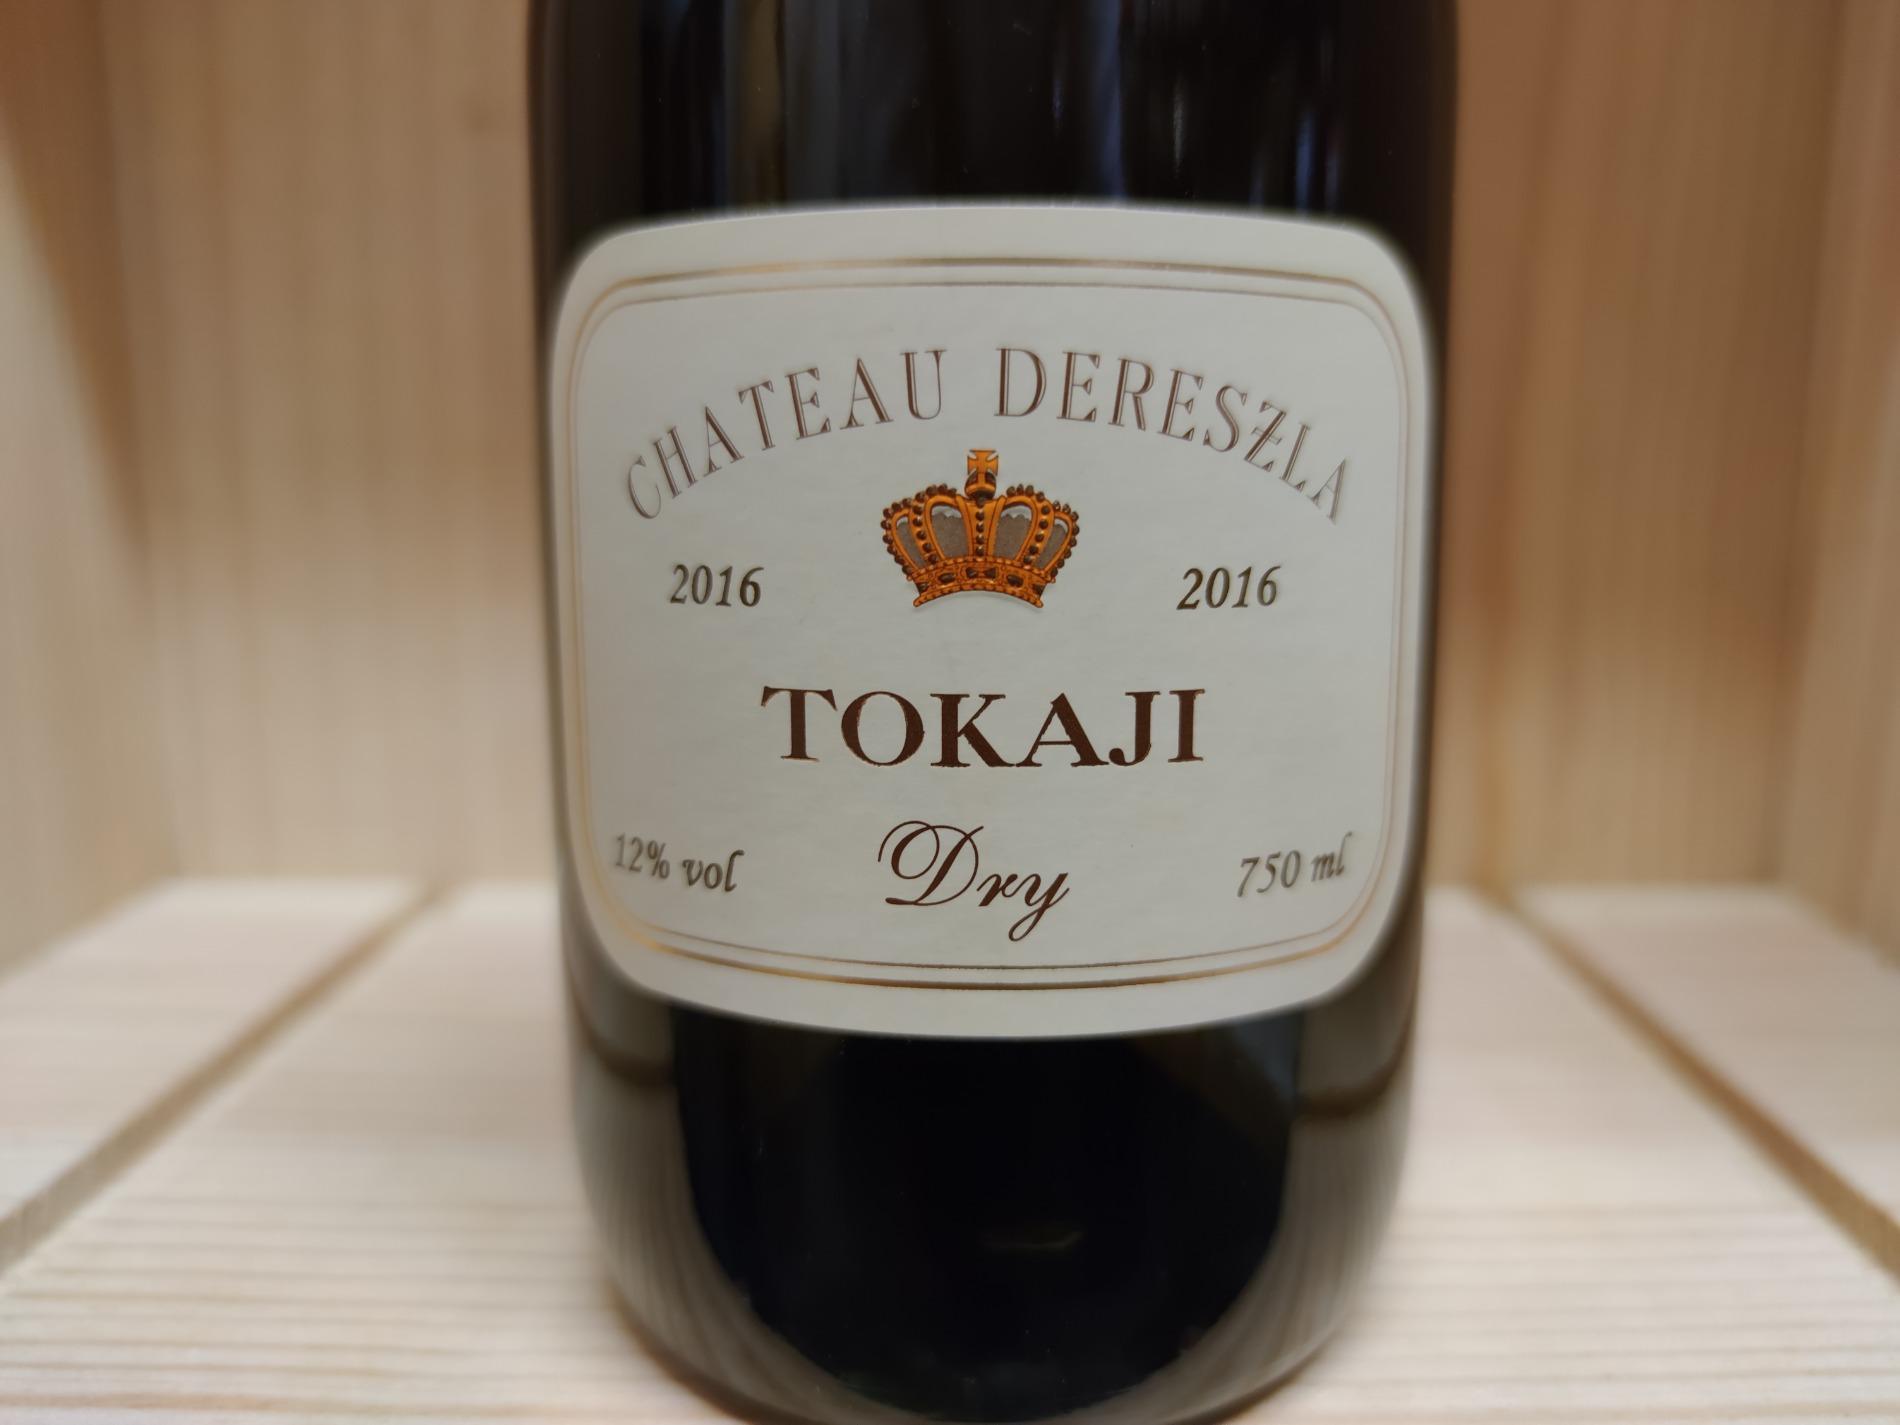 CHATEAU DERESZLA
2016 2016
TOKAJI
12% vol Dry 750 ml